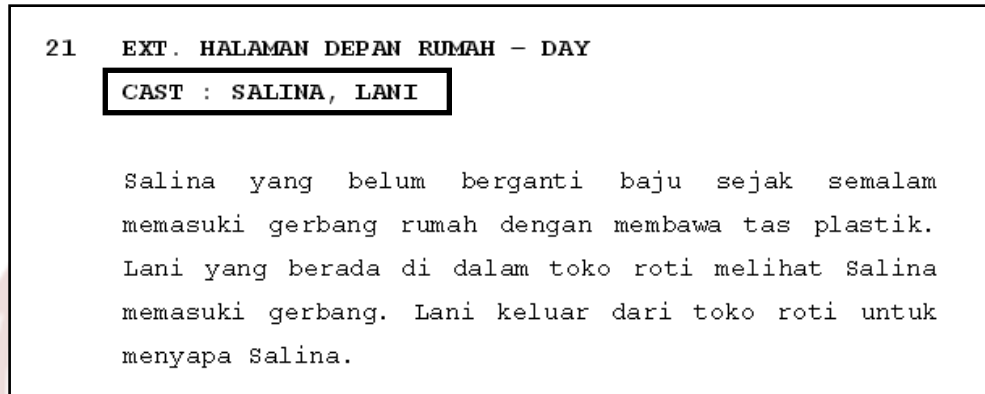 21 EXT. HALAMAN DEPAN RUMAH – DAY
CAST : SALINA, LANI
Salina yang belum berganti baju sejak semalam
memasuki gerbang rumah dengan membawa tas plastik.
Lani yang berada di dalam toko roti melihat Salina
memasuki gerbang. Lani keluar dari toko roti untuk
menyapa Salina.